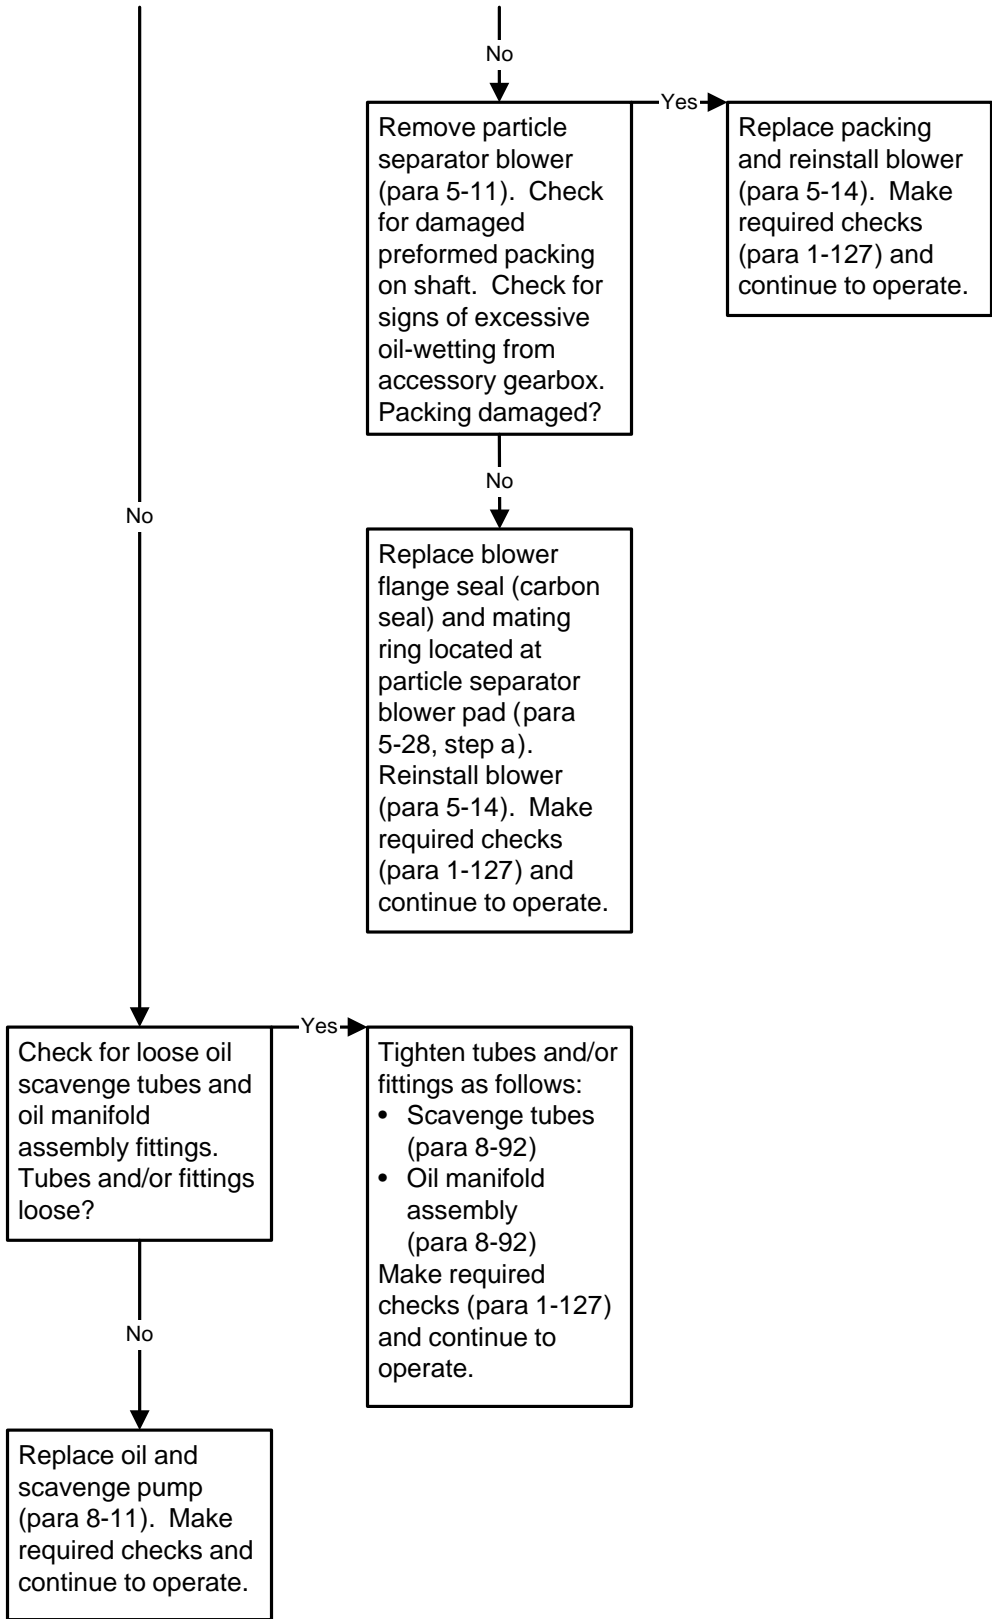 No
Remove particle
separator blower
(para 5-11).  Check
for damaged
preformed packing
on shaft.  Check for
signs of excessive
oil-wetting from
accessory gearbox.
Packing damaged?
Yes
Replace packing
and reinstall blower
(para 5-14).  Make
required checks
(para 1-127) and
continue to operate.
No
No
Replace blower
flange seal (carbon
seal) and mating
ring located at
particle separator
blower pad (para
5-28, step a).
Reinstall blower
(para 5-14).  Make
required checks
(para 1-127) and
continue to operate.
Check for loose oil
scavenge tubes and
oil manifold
assembly fittings.
Tubes and/or fittings
loose?
Yes
Tighten tubes and/or
fittings as follows:
• Scavenge tubes
(para 8-92)
• Oil manifold
assembly
(para 8-92)
Make required
checks (para 1-127)
and continue to
operate.
No
Replace oil and
scavenge pump
(para 8-11).  Make
required checks and
continue to operate.